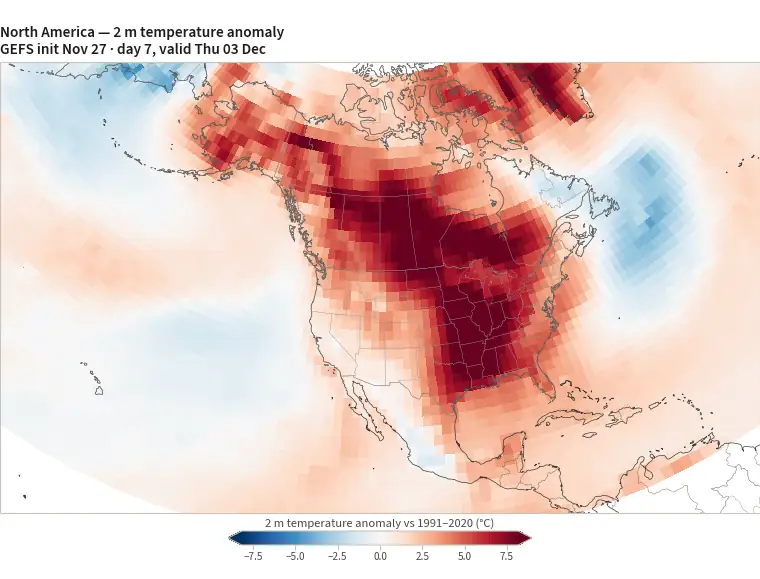 North America — 2 m temperature anomaly
GEFS init Nov 27 · day 7, valid Thu 03 Dec
2 m temperature anomaly vs 1991–2020 (°C)
−7.5 −5.0 −2.5 0.0 2.5 5.0 7.5